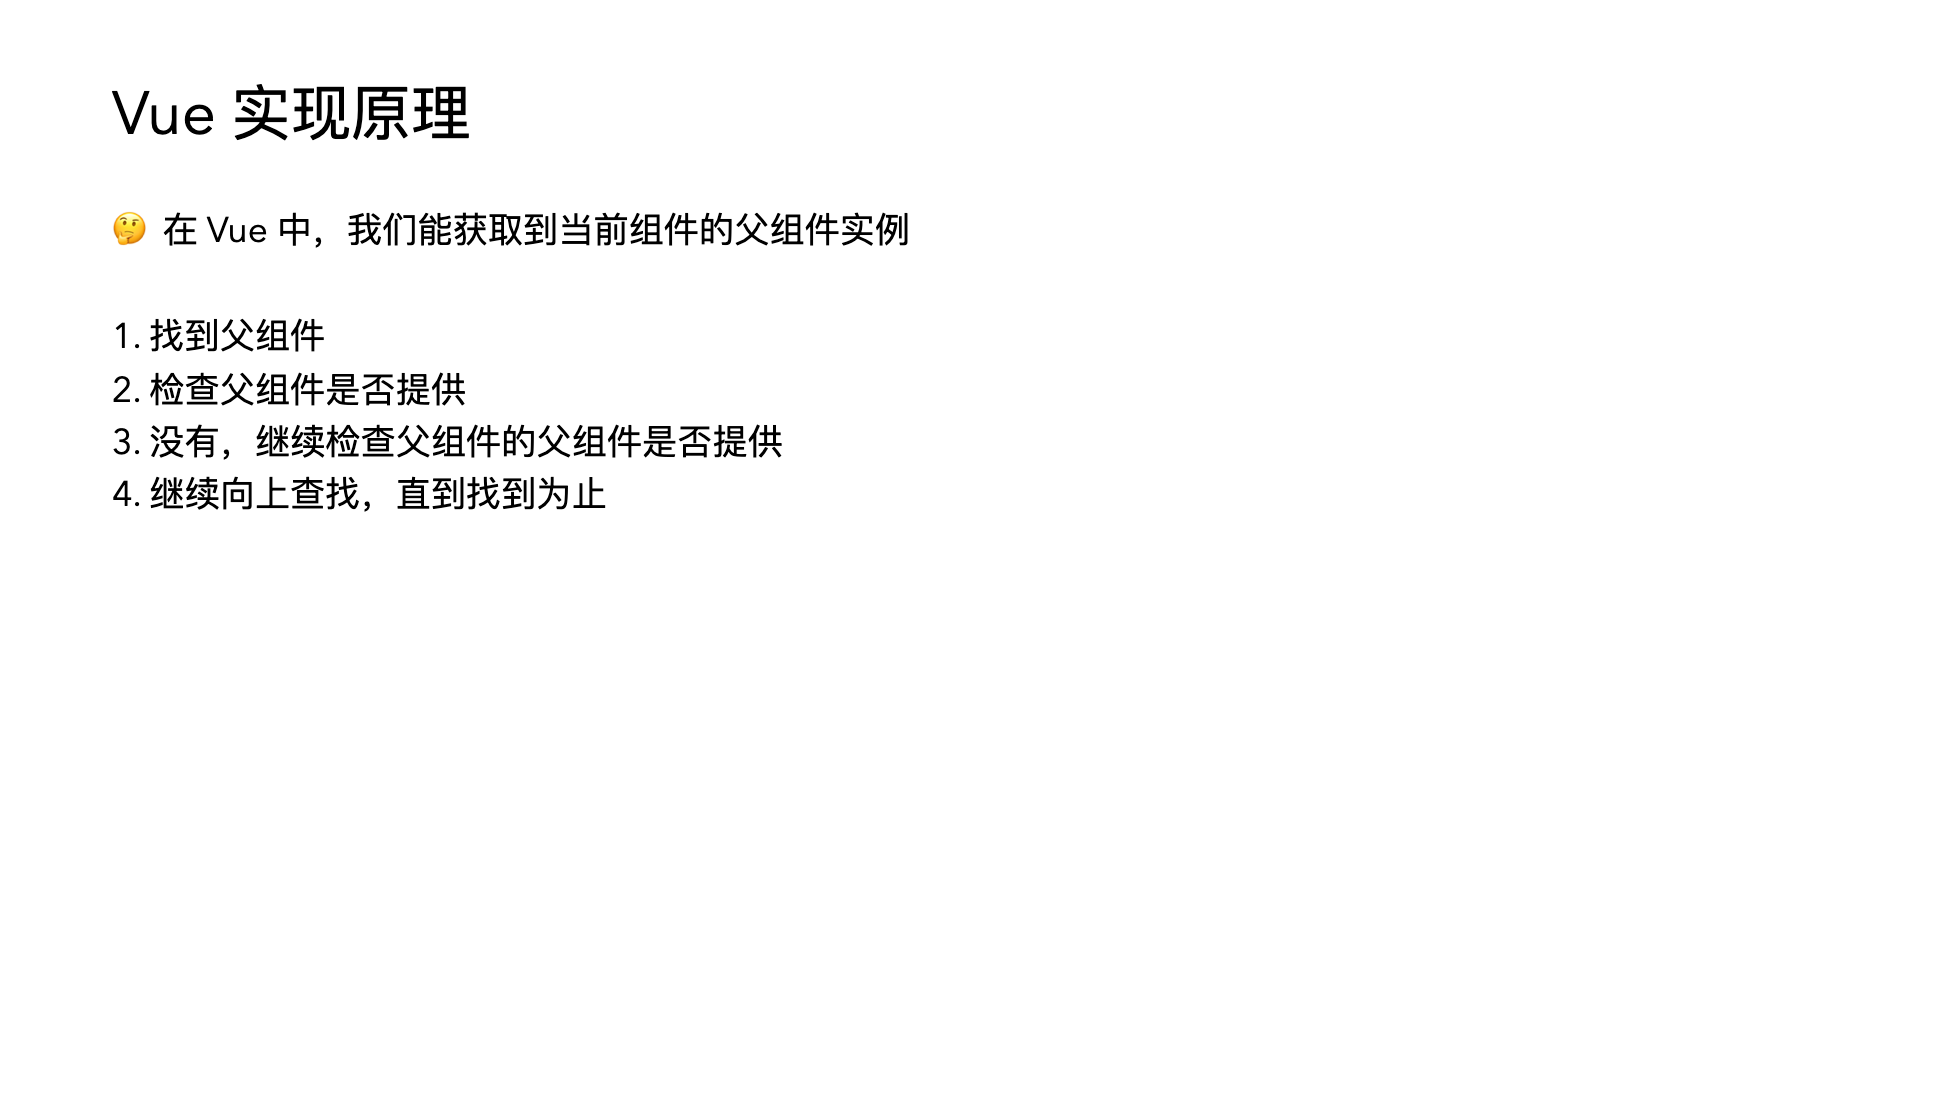 Vue 实现原理
🤔 在 Vue 中，我们能获取到当前组件的父组件实例
1. 找到父组件
2. 检查父组件是否提供
3. 没有，继续检查父组件的父组件是否提供
4. 继续向上查找，直到找到为止